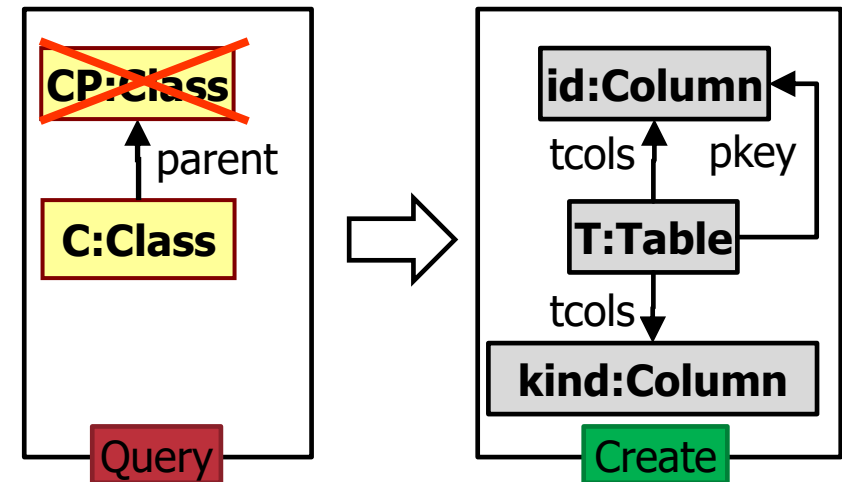 CP:Class
parent
C:Class
Query
id:Column
tcols
pkey
T:Table
tcols
kind:Column
Create